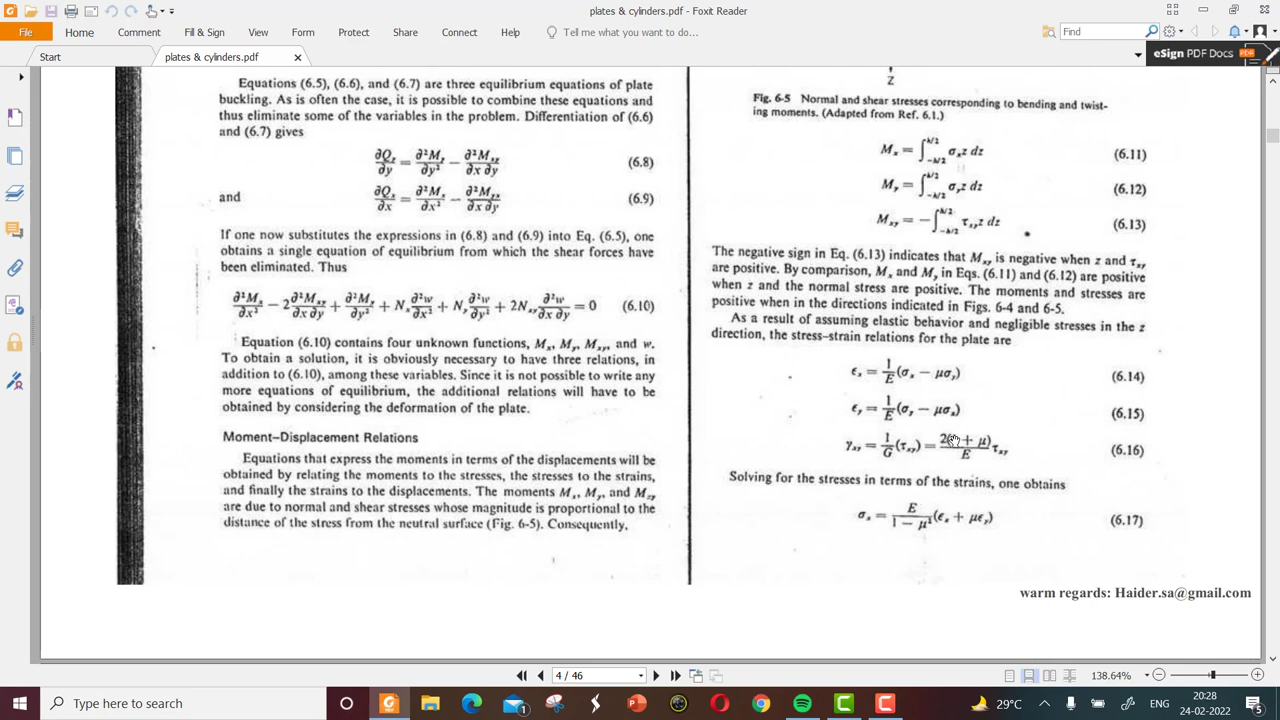 plates & cylinders.pdf - Foxit Reader
File Home Comment Fill & Sign View Form Protect Share Connect Help Tell me what you want to do... Find
Start plates & cylinders.pdf eSign PDF Docs
Equations (6.5), (6.6), and (6.7) are three equilibrium equations of plate
buckling. As is often the case, it is possible to combine these equations and
thus eliminate some of the variables in the problem. Differentiation of (6.6)
and (6.7) gives
∂Q_y/∂y = ∂²M_y/∂y² − ∂²M_xy/∂x ∂y (6.8)
and ∂Q_x/∂x = ∂²M_x/∂x² − ∂²M_yx/∂x ∂y (6.9)
If one now substitutes the expressions in (6.8) and (6.9) into Eq. (6.5), one
obtains a single equation of equilibrium from which the shear forces have
been eliminated. Thus
∂²M_x/∂x² − 2∂²M_xy/∂x ∂y + ∂²M_y/∂y² + N_x ∂²w/∂x² + N_y ∂²w/∂y² + 2N_xy ∂²w/∂x ∂y = 0 (6.10)
Equation (6.10) contains four unknown functions, M_x, M_y, M_xy, and w.
To obtain a solution, it is obviously necessary to have three relations, in
addition to (6.10), among these variables. Since it is not possible to write any
more equations of equilibrium, the additional relations will have to be
obtained by considering the deformation of the plate.
Moment–Displacement Relations
Equations that express the moments in terms of the displacements will be
obtained by relating the moments to the stresses, the stresses to the strains,
and finally the strains to the displacements. The moments M_x, M_y, and M_xy
are due to normal and shear stresses whose magnitude is proportional to the
distance of the stress from the neutral surface (Fig. 6-5). Consequently,
Z
Fig. 6-5 Normal and shear stresses corresponding to bending and twist-
ing moments. (Adapted from Ref. 6.1.)
M_x = ∫_{-h/2}^{h/2} σ_x z dz (6.11)
M_y = ∫_{-h/2}^{h/2} σ_y z dz (6.12)
M_xy = −∫_{-h/2}^{h/2} τ_xy z dz (6.13)
The negative sign in Eq. (6.13) indicates that M_xy is negative when z and τ_xy
are positive. By comparison, M_x and M_y in Eqs. (6.11) and (6.12) are positive
when z and the normal stress are positive. The moments and stresses are
positive when in the directions indicated in Figs. 6-4 and 6-5.
As a result of assuming elastic behavior and negligible stresses in the z
direction, the stress-strain relations for the plate are
ϵ_x = 1/E (σ_x − μσ_y) (6.14)
ϵ_y = 1/E (σ_y − μσ_x) (6.15)
γ_xy = 1/G (τ_xy) = 2( + μ)/E τ_xy (6.16)
Solving for the stresses in terms of the strains, one obtains
σ_x = E/(1 − μ²) (ϵ_x + μϵ_y) (6.17)
warm regards: Haider.sa@gmail.com
4 / 46 138.64%
Type here to search 29°C ENG 20:28
24-02-2022